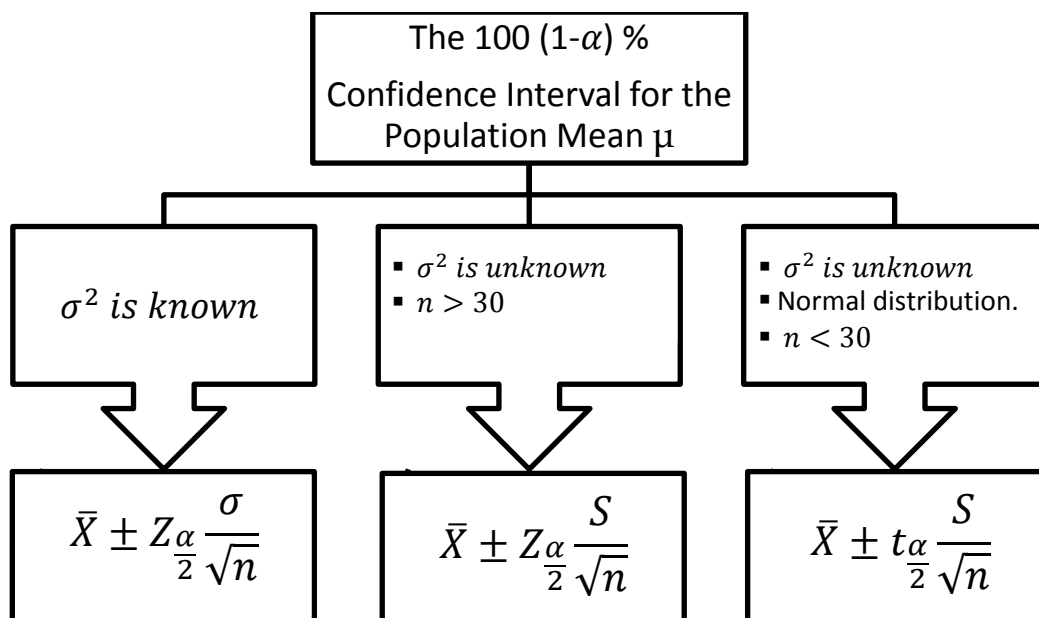 The 100 (1-α) %
Confidence Interval for the
Population Mean μ
σ² is known
▪ σ² is unknown
▪ n > 30
▪ σ² is unknown
▪ Normal distribution.
▪ n < 30
X̄ ± Z_{α/2} σ/√n
X̄ ± Z_{α/2} S/√n
X̄ ± t_{α/2} S/√n